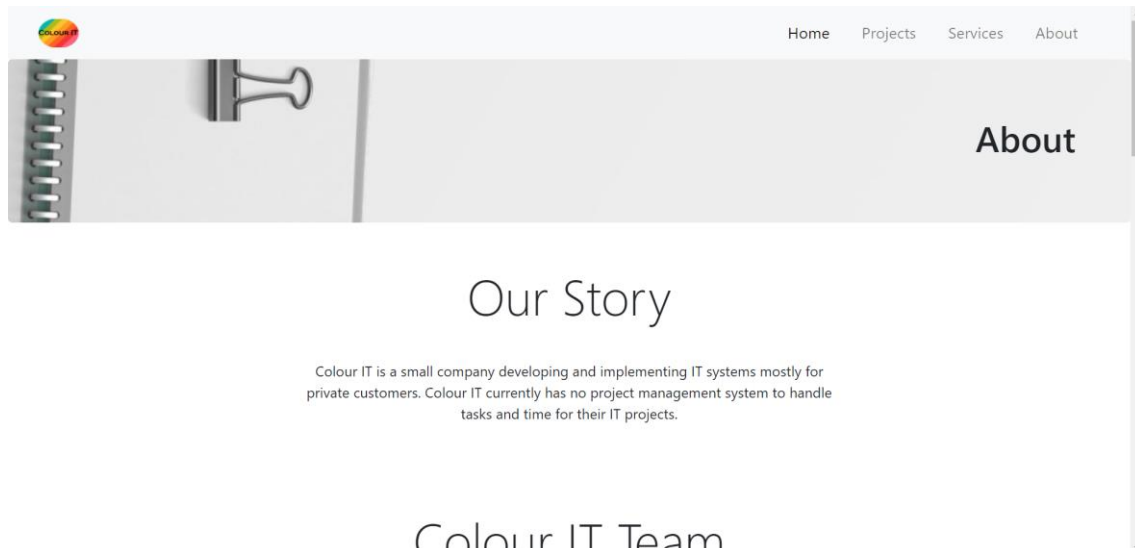 COLOUR IT
Home Projects Services About
About
Our Story
Colour IT is a small company developing and implementing IT systems mostly for
private customers. Colour IT currently has no project management system to handle
tasks and time for their IT projects.
Colour IT Team